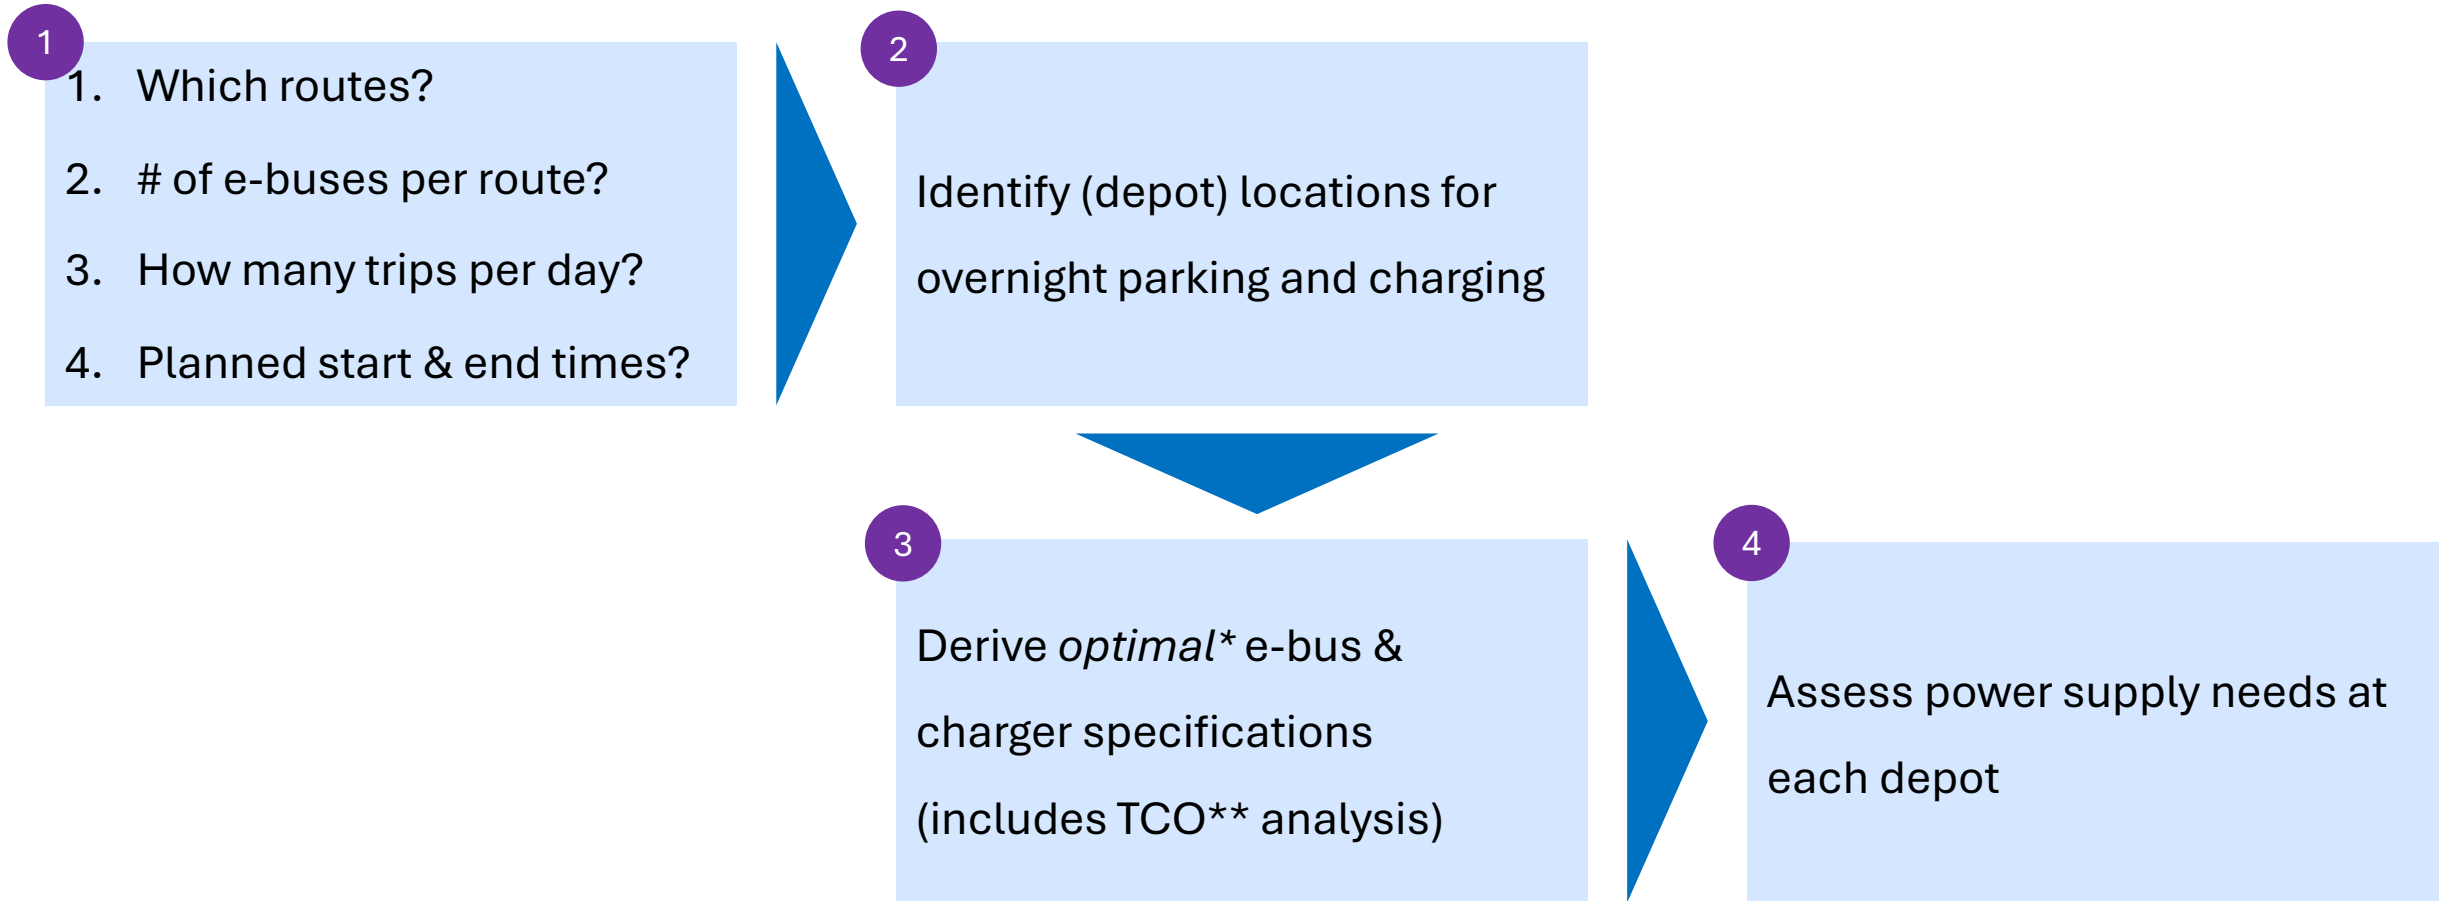 1
1. Which routes?
2. # of e-buses per route?
3. How many trips per day?
4. Planned start & end times?
2
Identify (depot) locations for
overnight parking and charging
3
Derive optimal* e-bus &
charger specifications
(includes TCO** analysis)
4
Assess power supply needs at
each depot